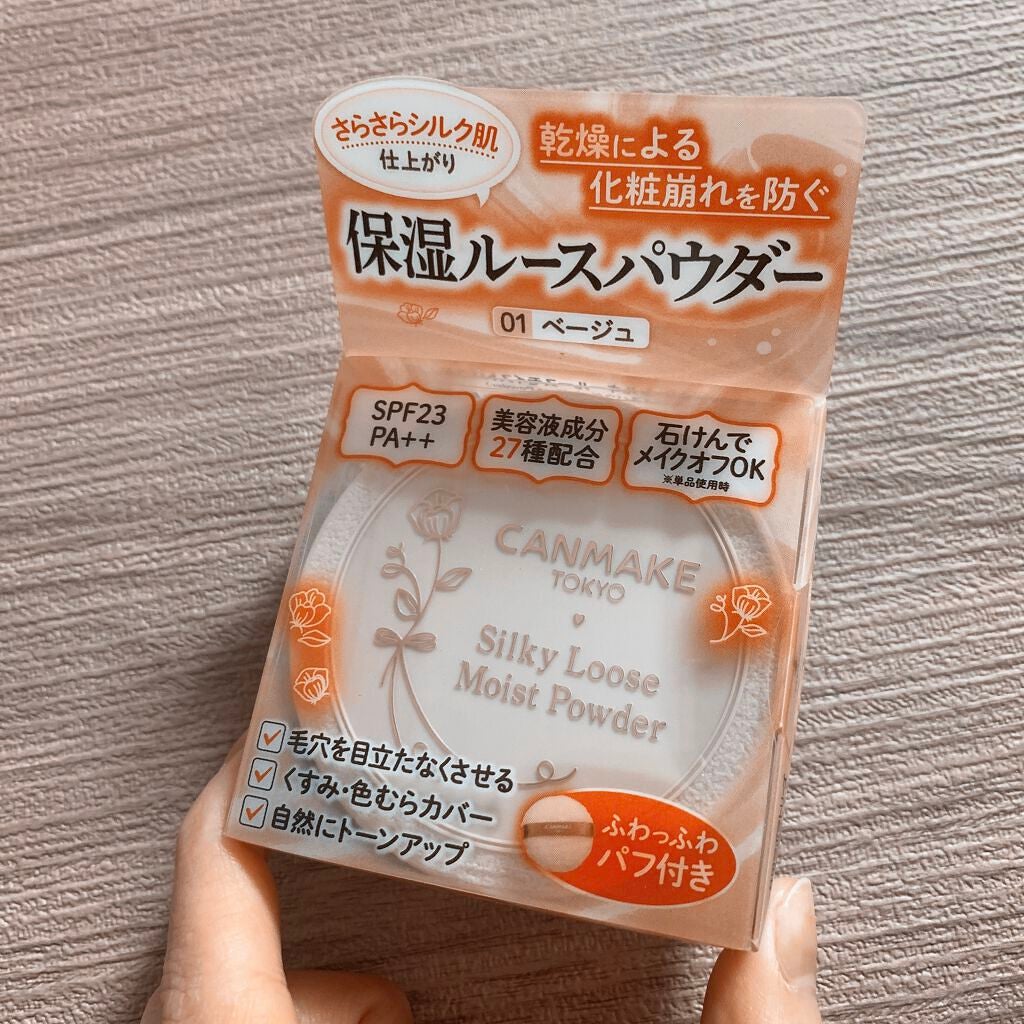 さらさらシルク肌
仕上がり
乾燥による
化粧崩れを防ぐ
保湿ルースパウダー
01 ベージュ
SPF23
PA++
美容液成分
27種配合
石けんで
メイクオフOK
※単品使用時
CANMAKE
TOKYO
Silky Loose
Moist Powder
毛穴を目立たなくさせる
くすみ・色むらカバー
自然にトーンアップ
ふわっふわ
パフ付き